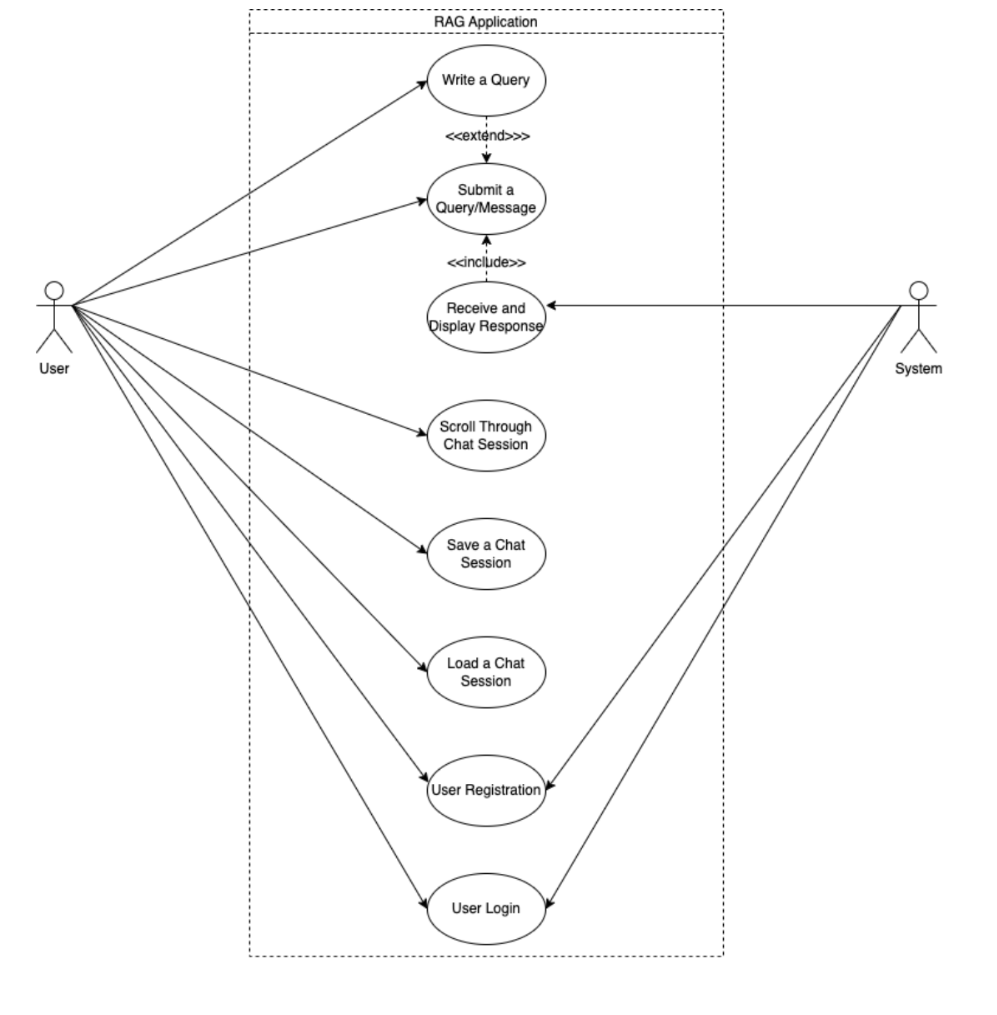 RAG Application
Write a Query
<<extend>>>
Submit a
Query/Message
<<include>>
Receive and
Display Response
User
System
Scroll Through
Chat Session
Save a Chat
Session
Load a Chat
Session
User Registration
User Login